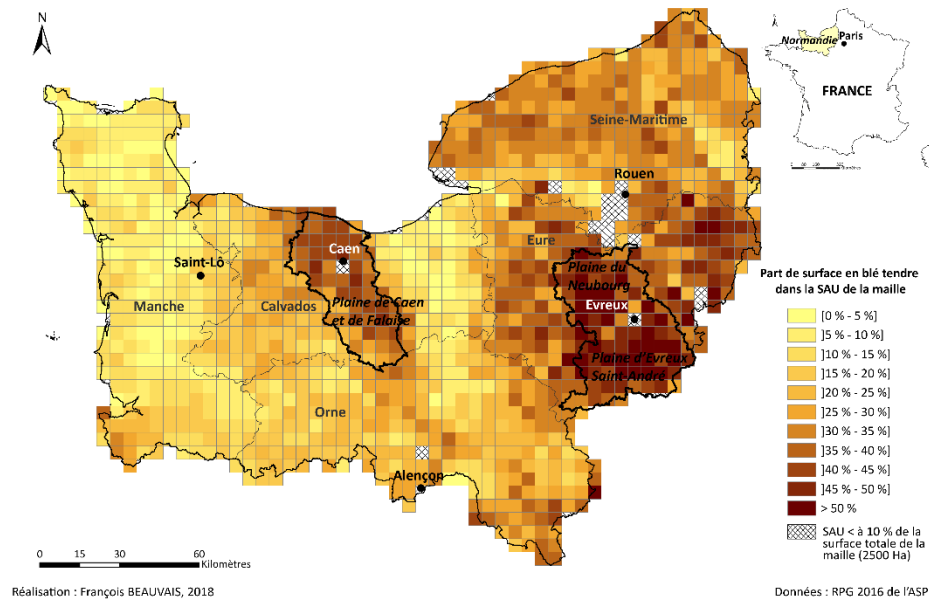 N
Normandie
Paris
FRANCE
Seine-Maritime
Rouen
Eure
Caen
Saint-Lô
Plaine du
Neubourg
Manche
Calvados
Plaine de Caen
et de Falaise
Evreux
Plaine d'Evreux
Saint-André
Orne
Alençon
Part de surface en blé tendre
dans la SAU de la maille
[0 % - 5 %]
]5 % - 10 %]
]10 % - 15 %]
]15 % - 20 %]
]20 % - 25 %]
]25 % - 30 %]
]30 % - 35 %]
]35 % - 40 %]
]40 % - 45 %]
]45 % - 50 %]
> 50 %
SAU < à 10 % de la
surface totale de la
maille (2500 Ha)
0 15 30 60
Kilomètres
Réalisation : François BEAUVAIS, 2018
Données : RPG 2016 de l'ASP